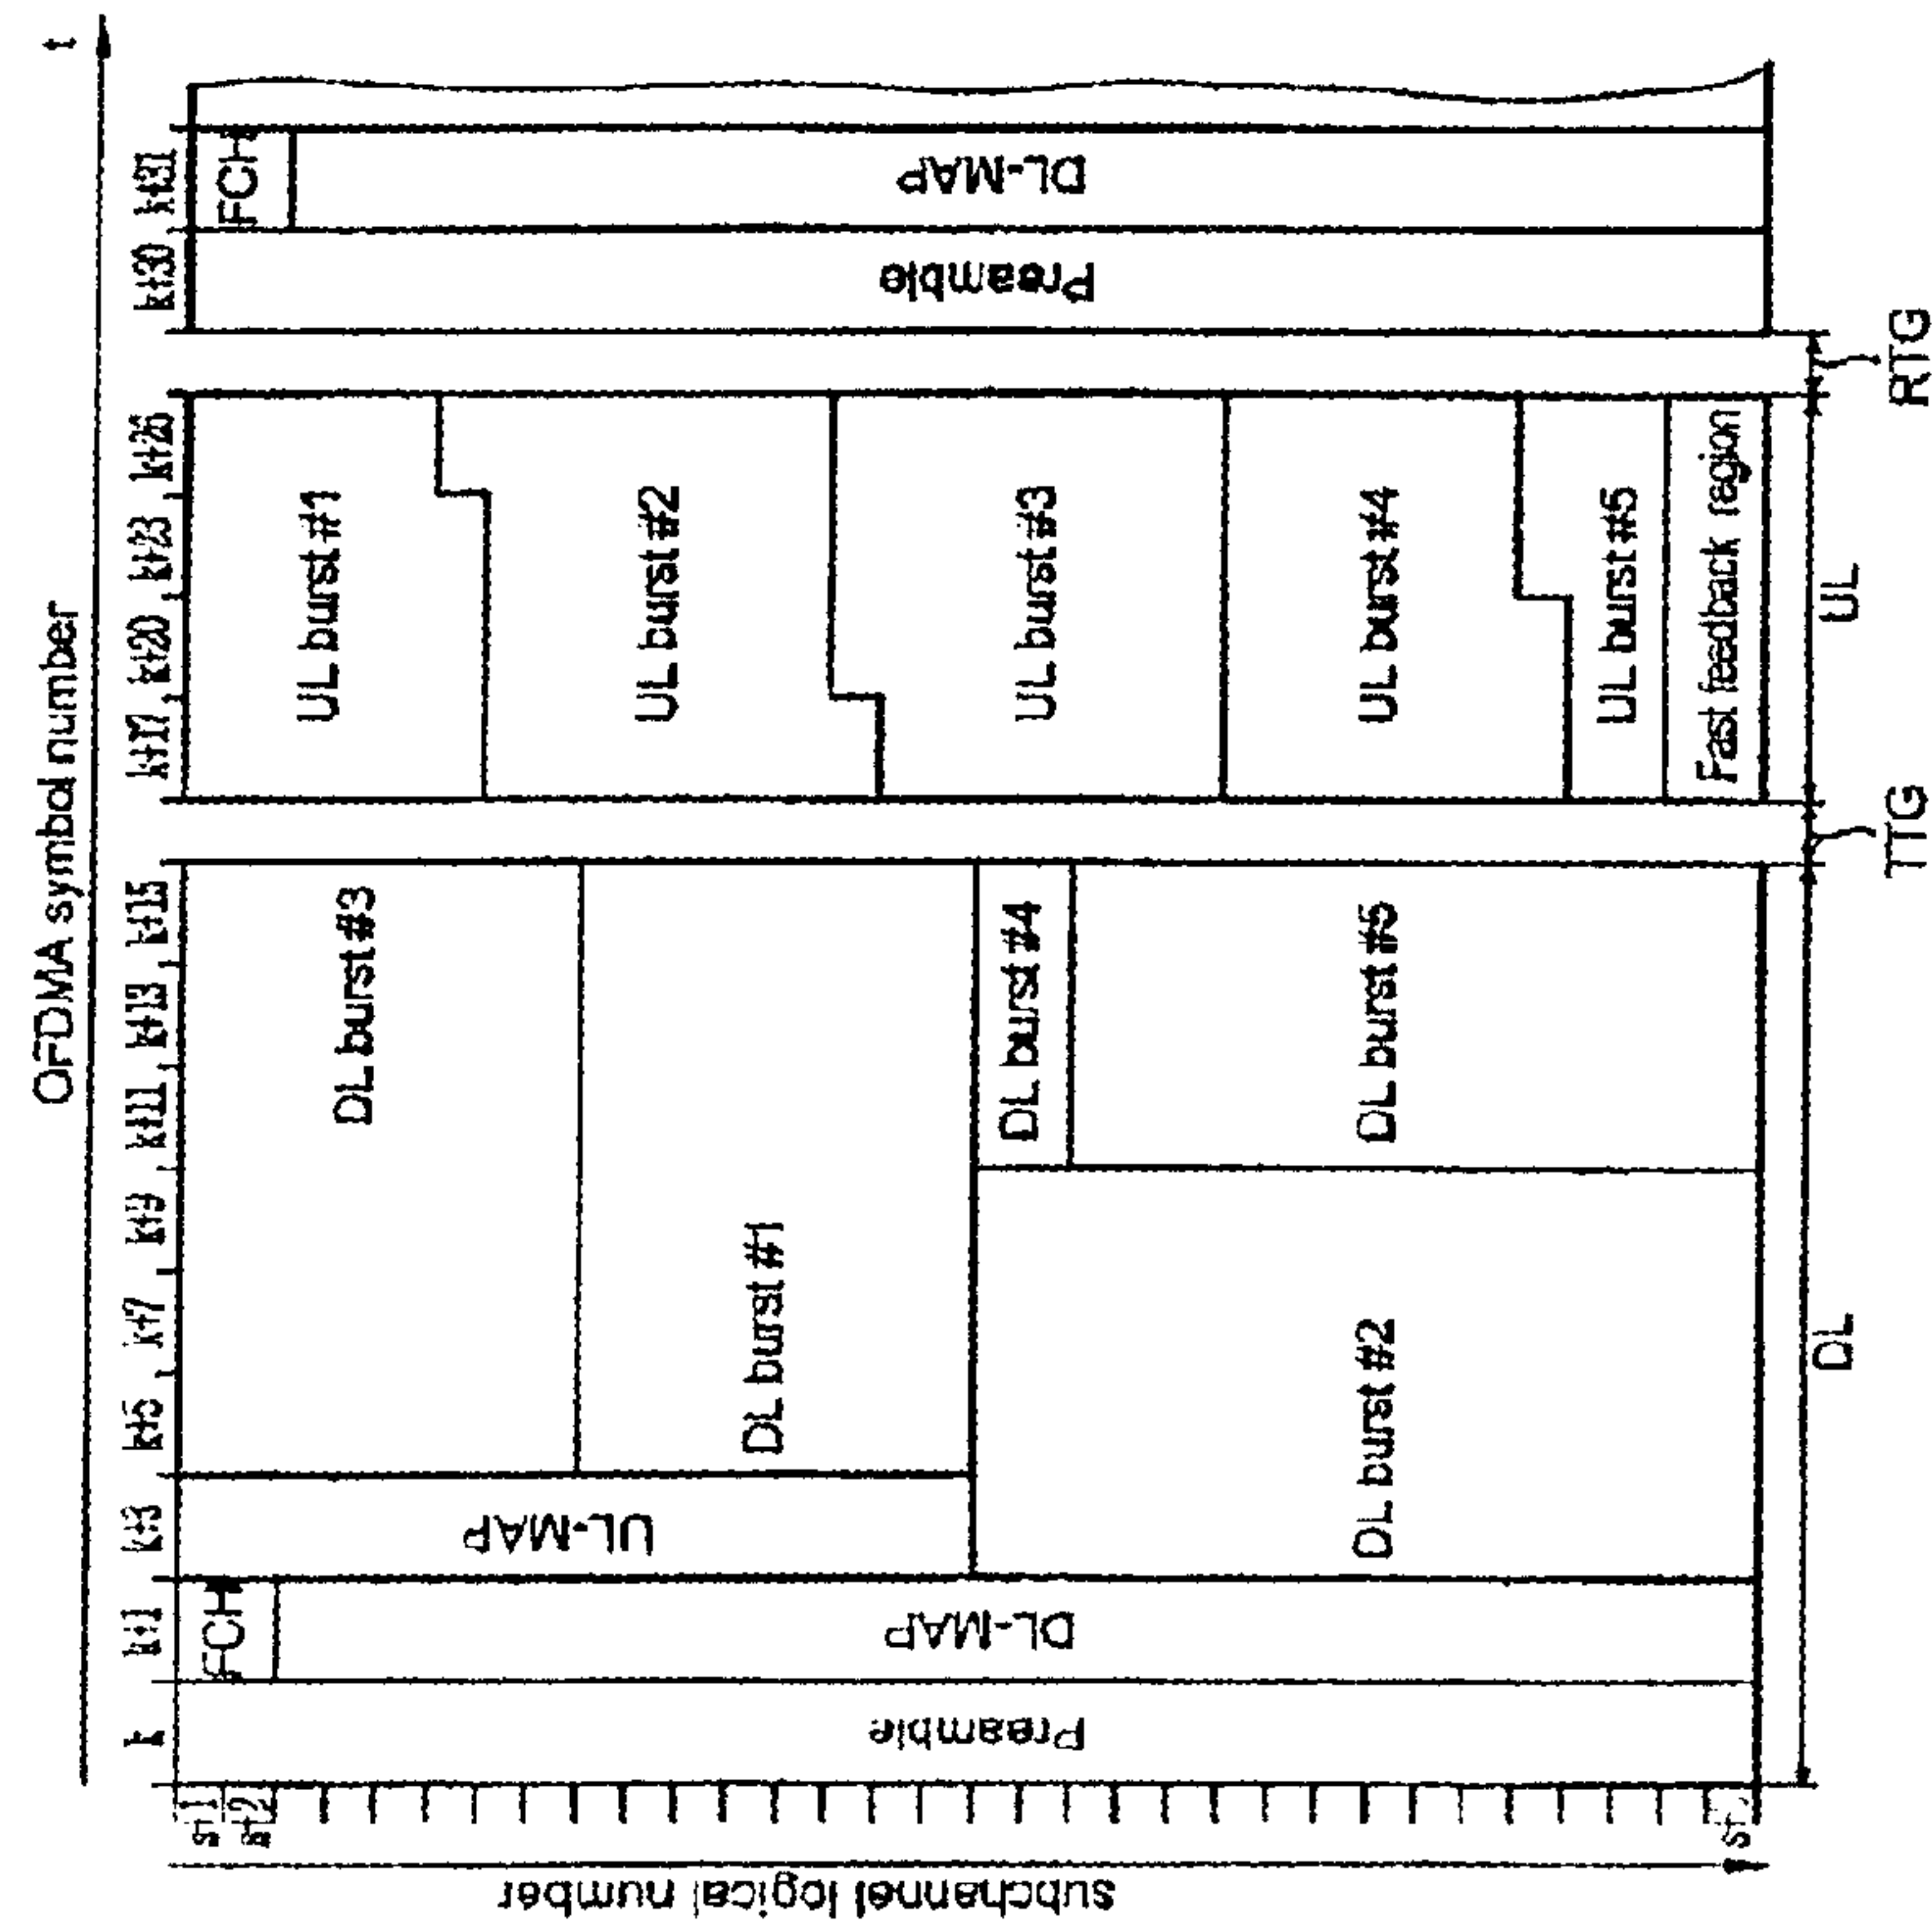 OFDMA symbol number
t
k
k+1
k+3
k+5
k+7
k+9
k+11
k+13
k+15
k+17
k+20
k+23
k+26
k+30
k+31
subchannel logical number
s+1
s+2
Preamble
FCH
DL-MAP
UL-MAP
DL burst #3
DL burst #1
DL burst #2
DL burst #4
DL burst #5
UL burst #1
UL burst #2
UL burst #3
UL burst #4
UL burst #5
Fast feedback region
Preamble
FCH
DL-MAP
DL
TTG
UL
RTG